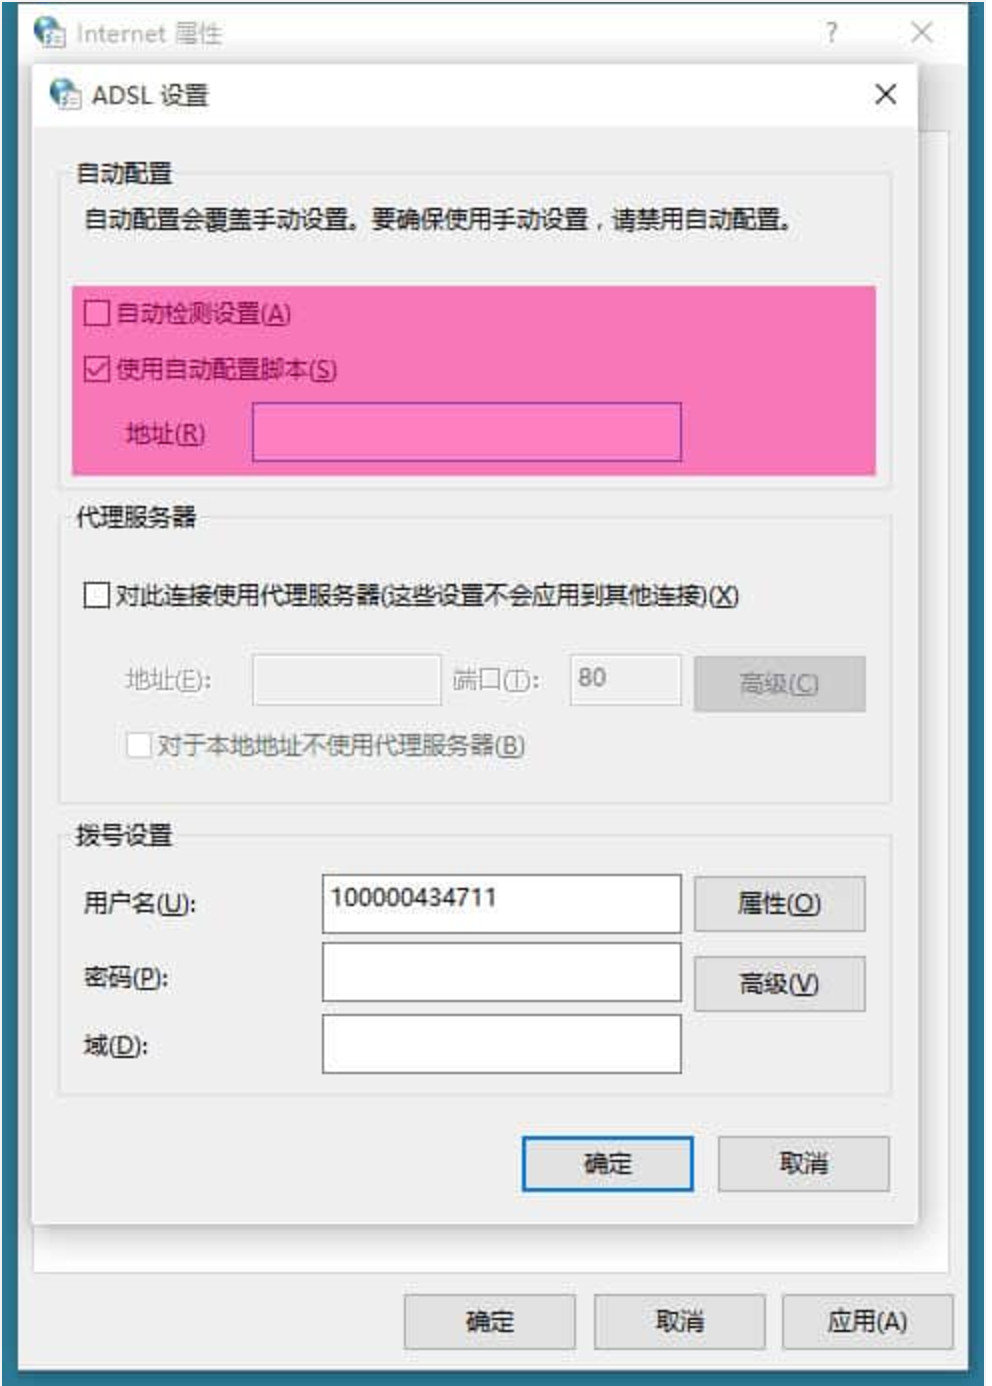 Internet 属性
?
ADSL 设置
自动配置
自动配置会覆盖手动设置。要确保使用手动设置，请禁用自动配置。
自动检测设置(A)
使用自动配置脚本(S)
地址(R)
代理服务器
对此连接使用代理服务器(这些设置不会应用到其他连接)(X)
地址(E): 端口(T): 80 高级(C)
对于本地地址不使用代理服务器(B)
拨号设置
用户名(U): 100000434711 属性(O)
密码(P): 高级(V)
域(D):
确定 取消
确定 取消 应用(A)